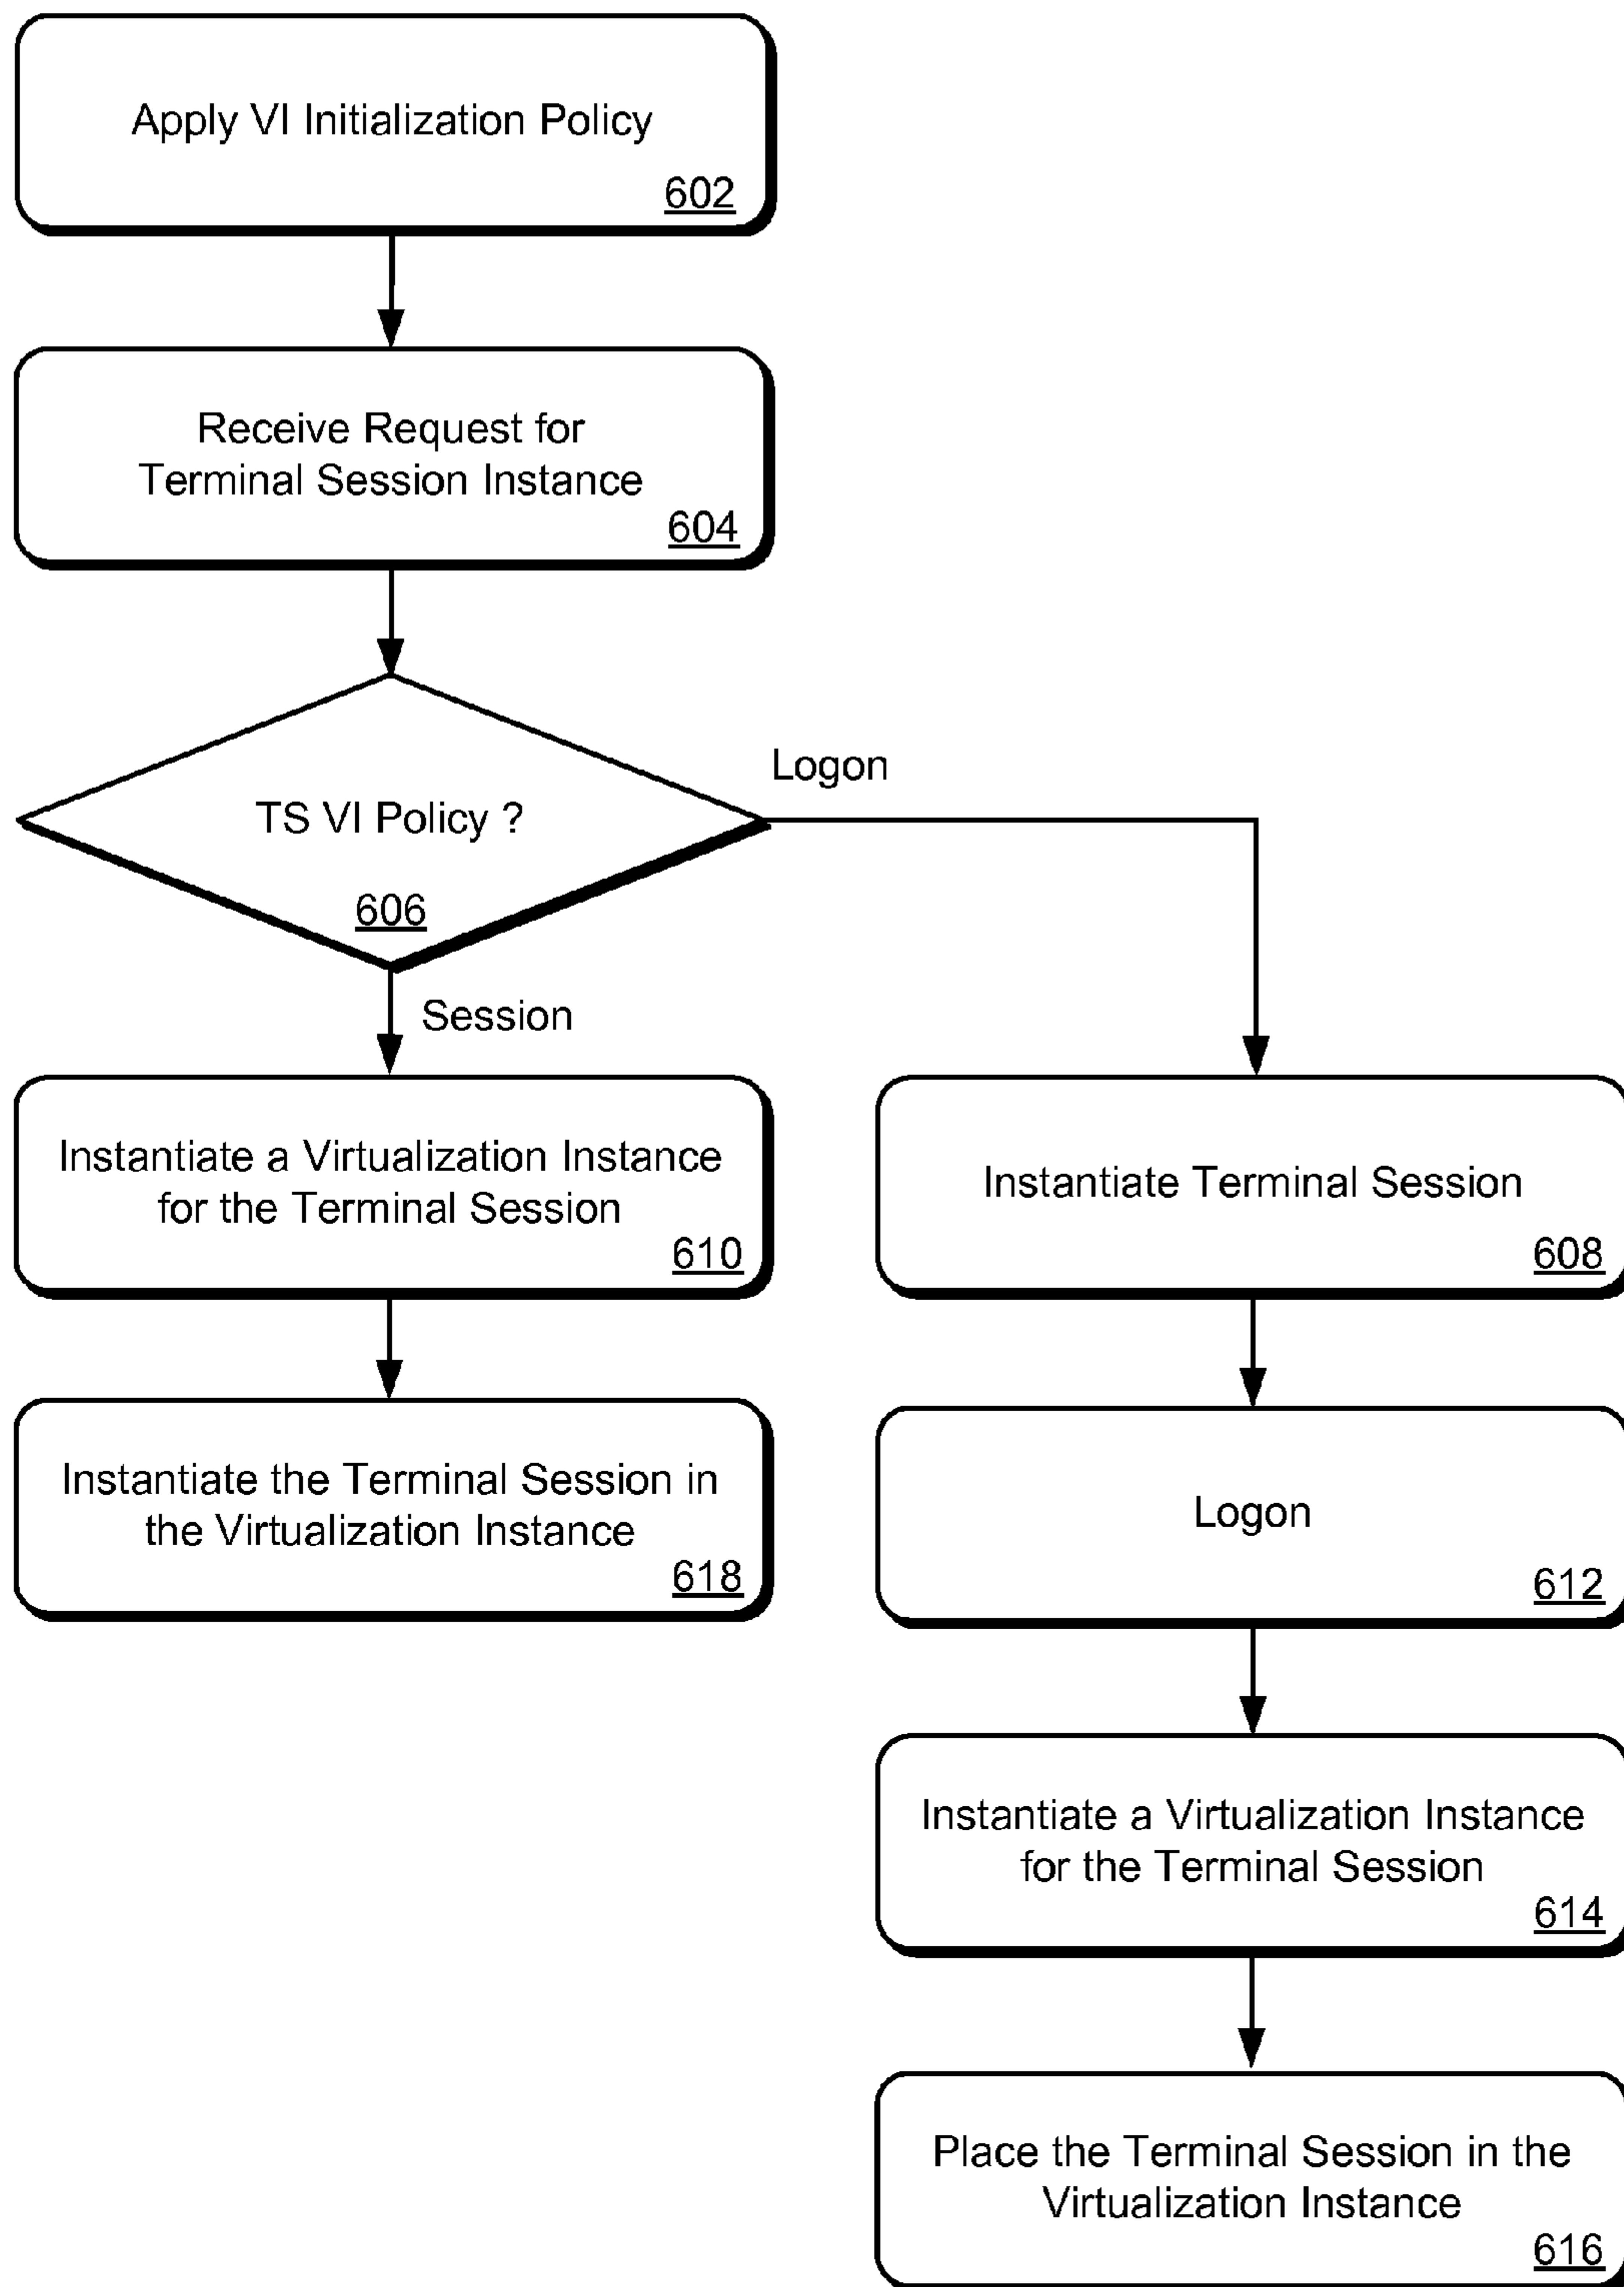 Apply VI Initialization Policy
602
Receive Request for
Terminal Session Instance
604
TS VI Policy ?
606
Logon
Session
Instantiate a Virtualization Instance
for the Terminal Session
610
Instantiate Terminal Session
608
Instantiate the Terminal Session in
the Virtualization Instance
618
Logon
612
Instantiate a Virtualization Instance
for the Terminal Session
614
Place the Terminal Session in the
Virtualization Instance
616